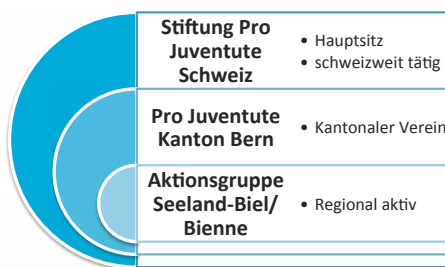 Stiftung Pro
Juventute
Schweiz
• Hauptsitz
• schweizweit tätig
Pro Juventute
Kanton Bern
• Kantonaler Verein
Aktionsgruppe
Seeland-Biel/
Bienne
• Regional aktiv